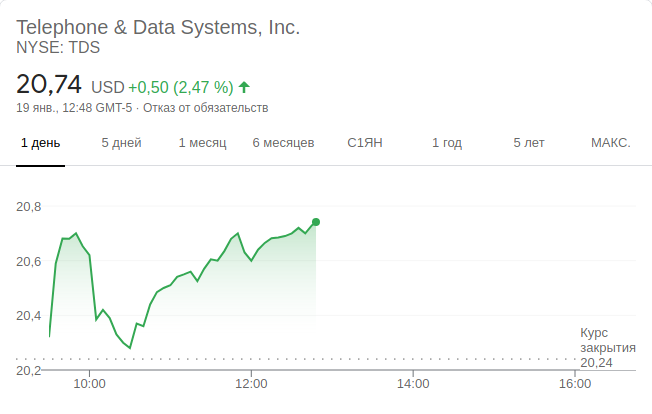 Telephone & Data Systems, Inc.
NYSE: TDS
20,74 USD +0,50 (2,47 %)
19 янв., 12:48 GMT-5 · Отказ от обязательств
1 день 5 дней 1 месяц 6 месяцев С1ЯН 1 год 5 лет МАКС.
20,8
20,6
20,4
Курс
закрытия
20,24
20,2
10:00 12:00 14:00 16:00